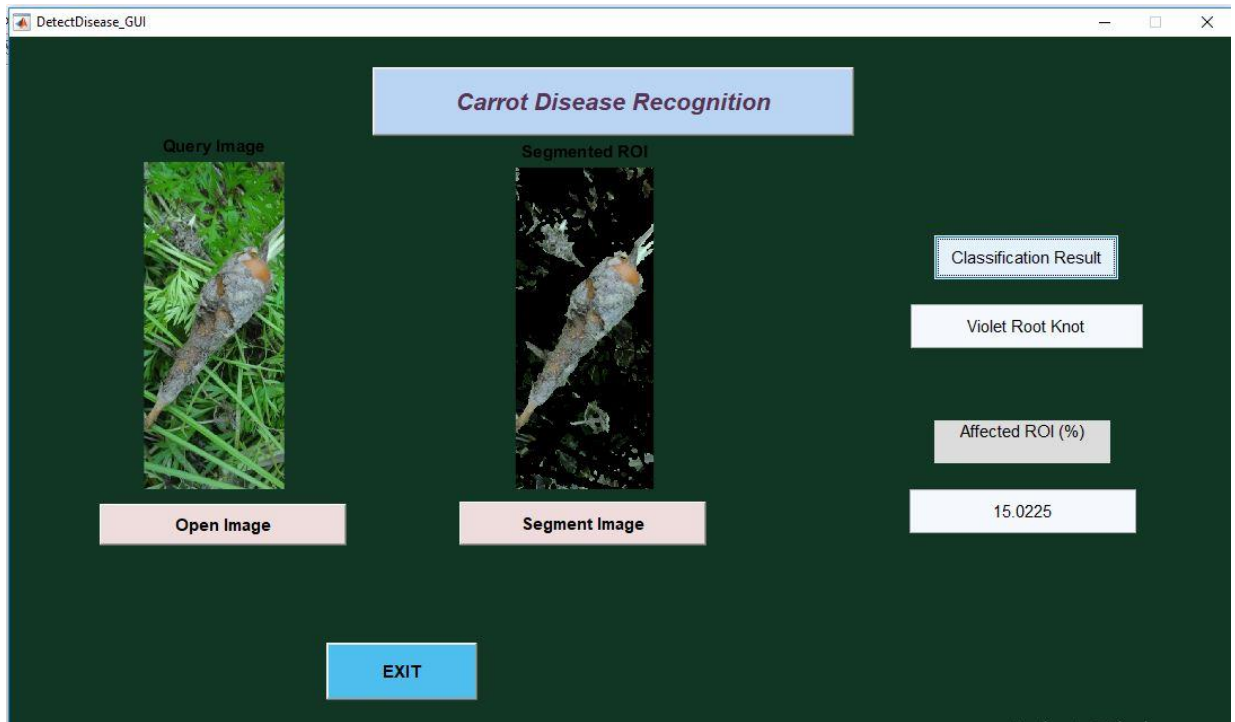 DetectDisease_GUI
Carrot Disease Recognition
Query Image
Segmented ROI
Classification Result
Violet Root Knot
Affected ROI (%)
15.0225
Open Image
Segment Image
EXIT